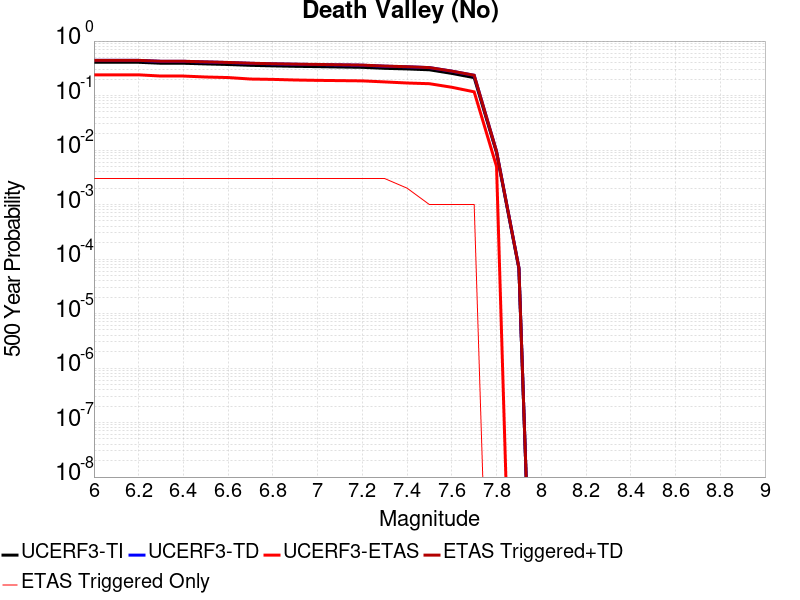 Death Valley (No)
10^0
10^-1
10^-2
10^-3
10^-4
10^-5
10^-6
10^-7
10^-8
500 Year Probability
6 6.2 6.4 6.6 6.8 7 7.2 7.4 7.6 7.8 8 8.2 8.4 8.6 8.8 9
Magnitude
UCERF3-TI UCERF3-TD UCERF3-ETAS ETAS Triggered+TD
ETAS Triggered Only